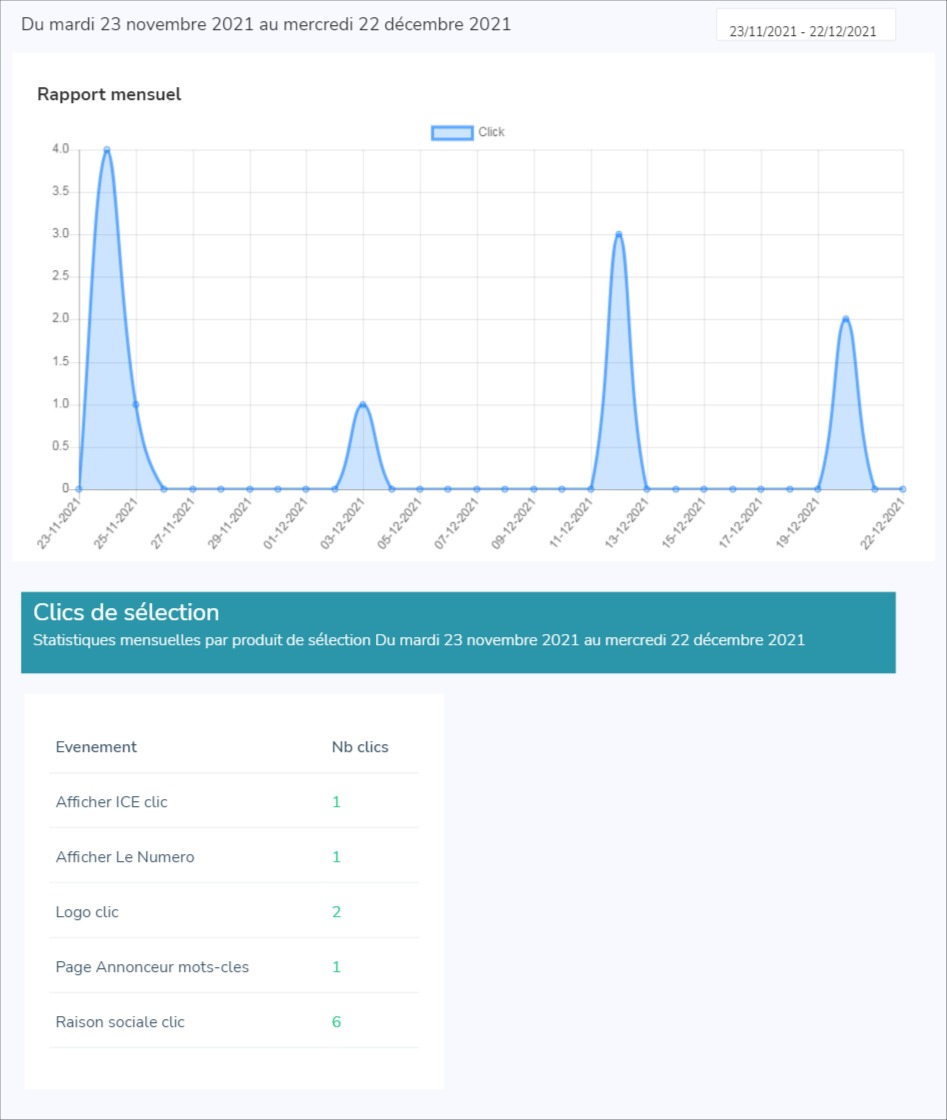 Du mardi 23 novembre 2021 au mercredi 22 décembre 2021
23/11/2021 - 22/12/2021
Rapport mensuel
Click
4.0
3.5
3.0
2.5
2.0
1.5
1.0
0.5
0
23-11-2021 25-11-2021 27-11-2021 29-11-2021 01-12-2021 03-12-2021 05-12-2021 07-12-2021 09-12-2021 11-12-2021 13-12-2021 15-12-2021 17-12-2021 19-12-2021 22-12-2021
Clics de sélection
Statistiques mensuelles par produit de sélection Du mardi 23 novembre 2021 au mercredi 22 décembre 2021
Evenement Nb clics
Afficher ICE clic 1
Afficher Le Numero 1
Logo clic 2
Page Annonceur mots-cles 1
Raison sociale clic 6